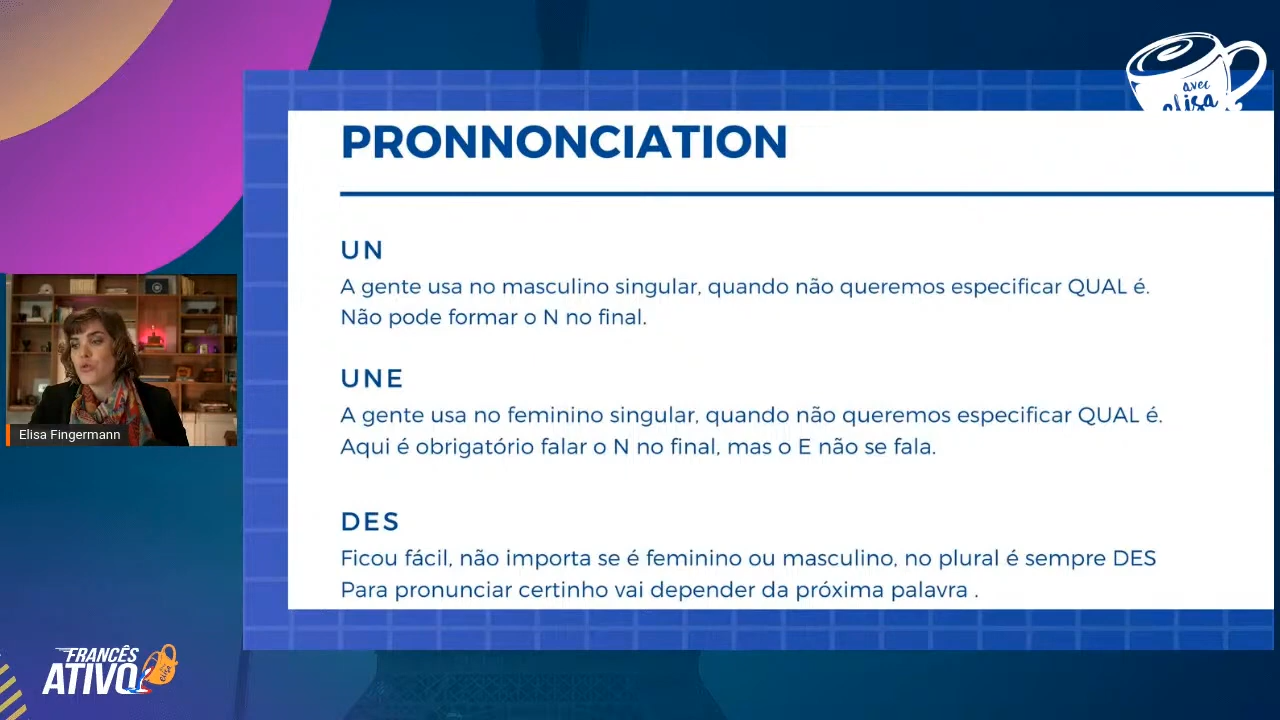 avec
elisa
PRONNONCIATION
UN
A gente usa no masculino singular, quando não queremos especificar QUAL é.
Não pode formar o N no final.
UNE
A gente usa no feminino singular, quando não queremos especificar QUAL é.
Aqui é obrigatório falar o N no final, mas o E não se fala.
DES
Ficou fácil, não importa se é feminino ou masculino, no plural é sempre DES
Para pronunciar certinho vai depender da próxima palavra .
Elisa Fingermann
FRANCÊS
ATIVO
elisa